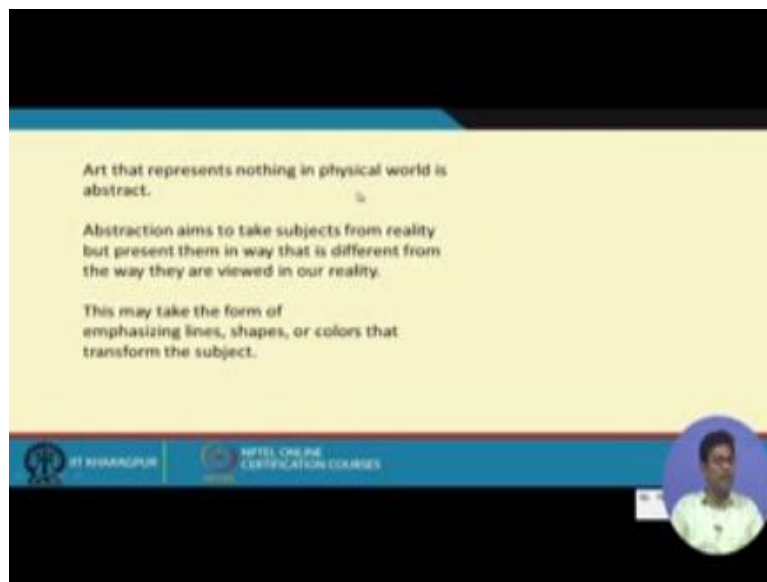 Art that represents nothing in physical world is
abstract.
Abstraction aims to take subjects from reality
but present them in way that is different from
the way they are viewed in our reality.
This may take the form of
emphasizing lines, shapes, or colors that
transform the subject.
IIT KHARAGPUR
NPTEL ONLINE
CERTIFICATION COURSES